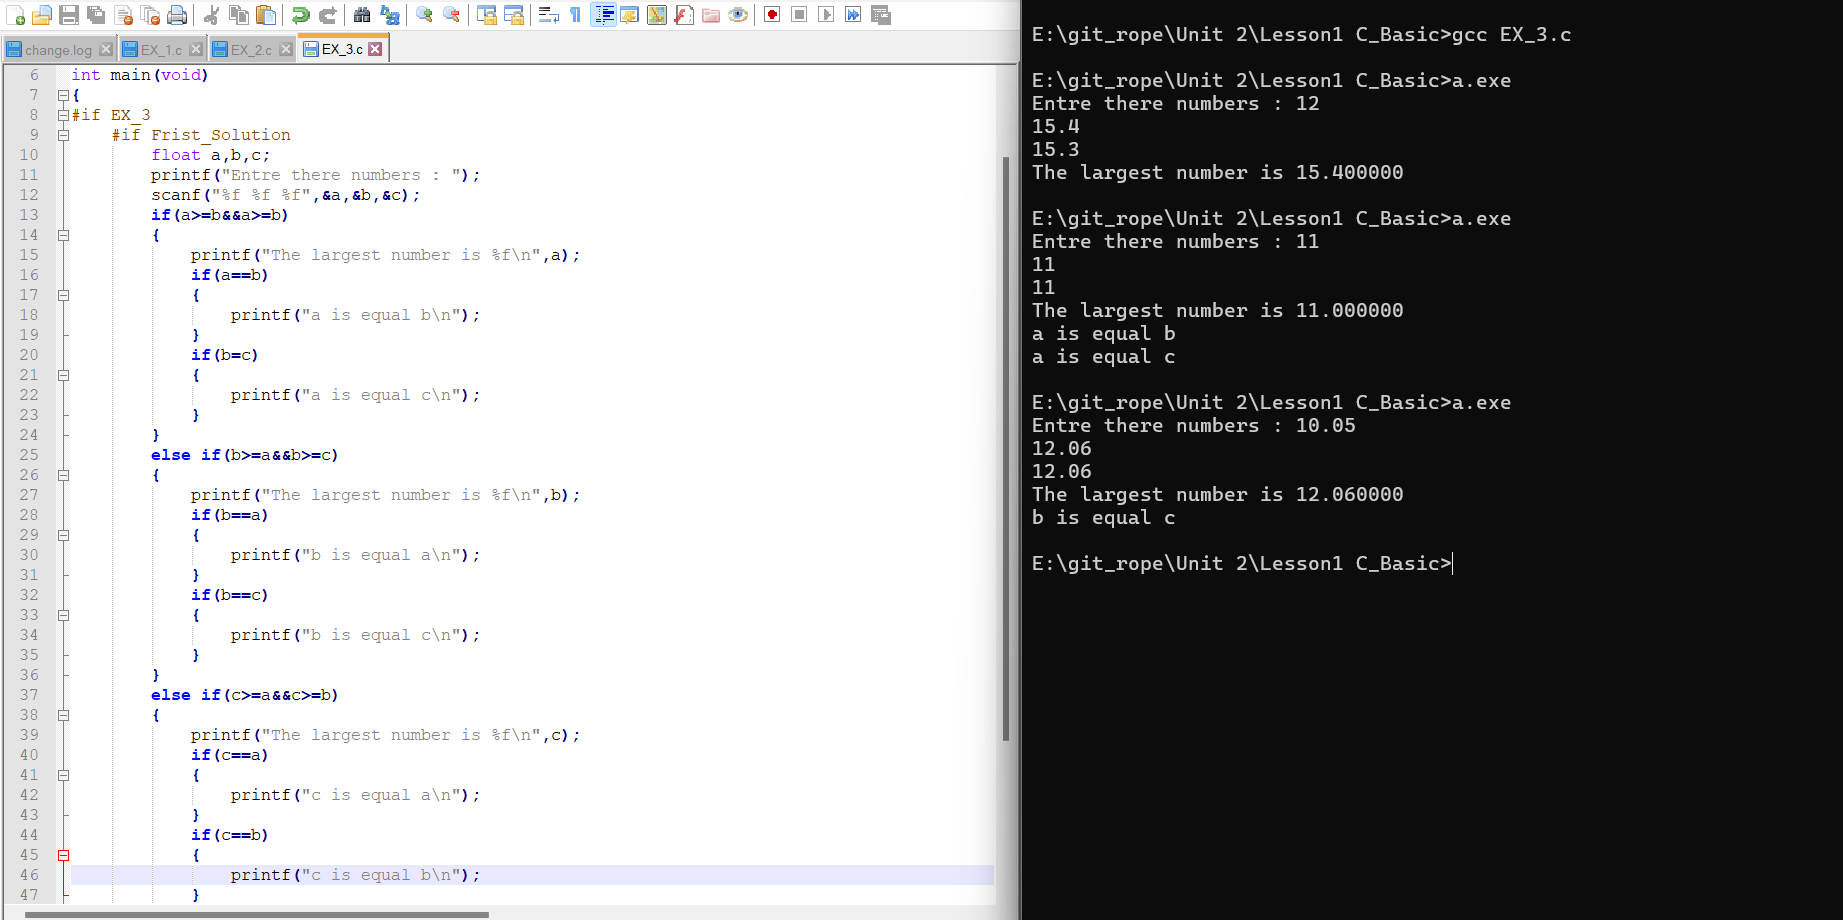 change.log EX_1.c EX_2.c EX_3.c
6 int main(void)
7 {
8 #if EX_3
9 #if Frist_Solution
10 float a,b,c;
11 printf("Entre there numbers : ");
12 scanf("%f %f %f",&a,&b,&c);
13 if(a>=b&&a>=b)
14 {
15 printf("The largest number is %f\n",a);
16 if(a==b)
17 {
18 printf("a is equal b\n");
19 }
20 if(b=c)
21 {
22 printf("a is equal c\n");
23 }
24 }
25 else if(b>=a&&b>=c)
26 {
27 printf("The largest number is %f\n",b);
28 if(b==a)
29 {
30 printf("b is equal a\n");
31 }
32 if(b==c)
33 {
34 printf("b is equal c\n");
35 }
36 }
37 else if(c>=a&&c>=b)
38 {
39 printf("The largest number is %f\n",c);
40 if(c==a)
41 {
42 printf("c is equal a\n");
43 }
44 if(c==b)
45 {
46 printf("c is equal b\n");
47 }
E:\git_rope\Unit 2\Lesson1 C_Basic>gcc EX_3.c
E:\git_rope\Unit 2\Lesson1 C_Basic>a.exe
Entre there numbers : 12
15.4
15.3
The largest number is 15.400000
E:\git_rope\Unit 2\Lesson1 C_Basic>a.exe
Entre there numbers : 11
11
11
The largest number is 11.000000
a is equal b
a is equal c
E:\git_rope\Unit 2\Lesson1 C_Basic>a.exe
Entre there numbers : 10.05
12.06
12.06
The largest number is 12.060000
b is equal c
E:\git_rope\Unit 2\Lesson1 C_Basic>